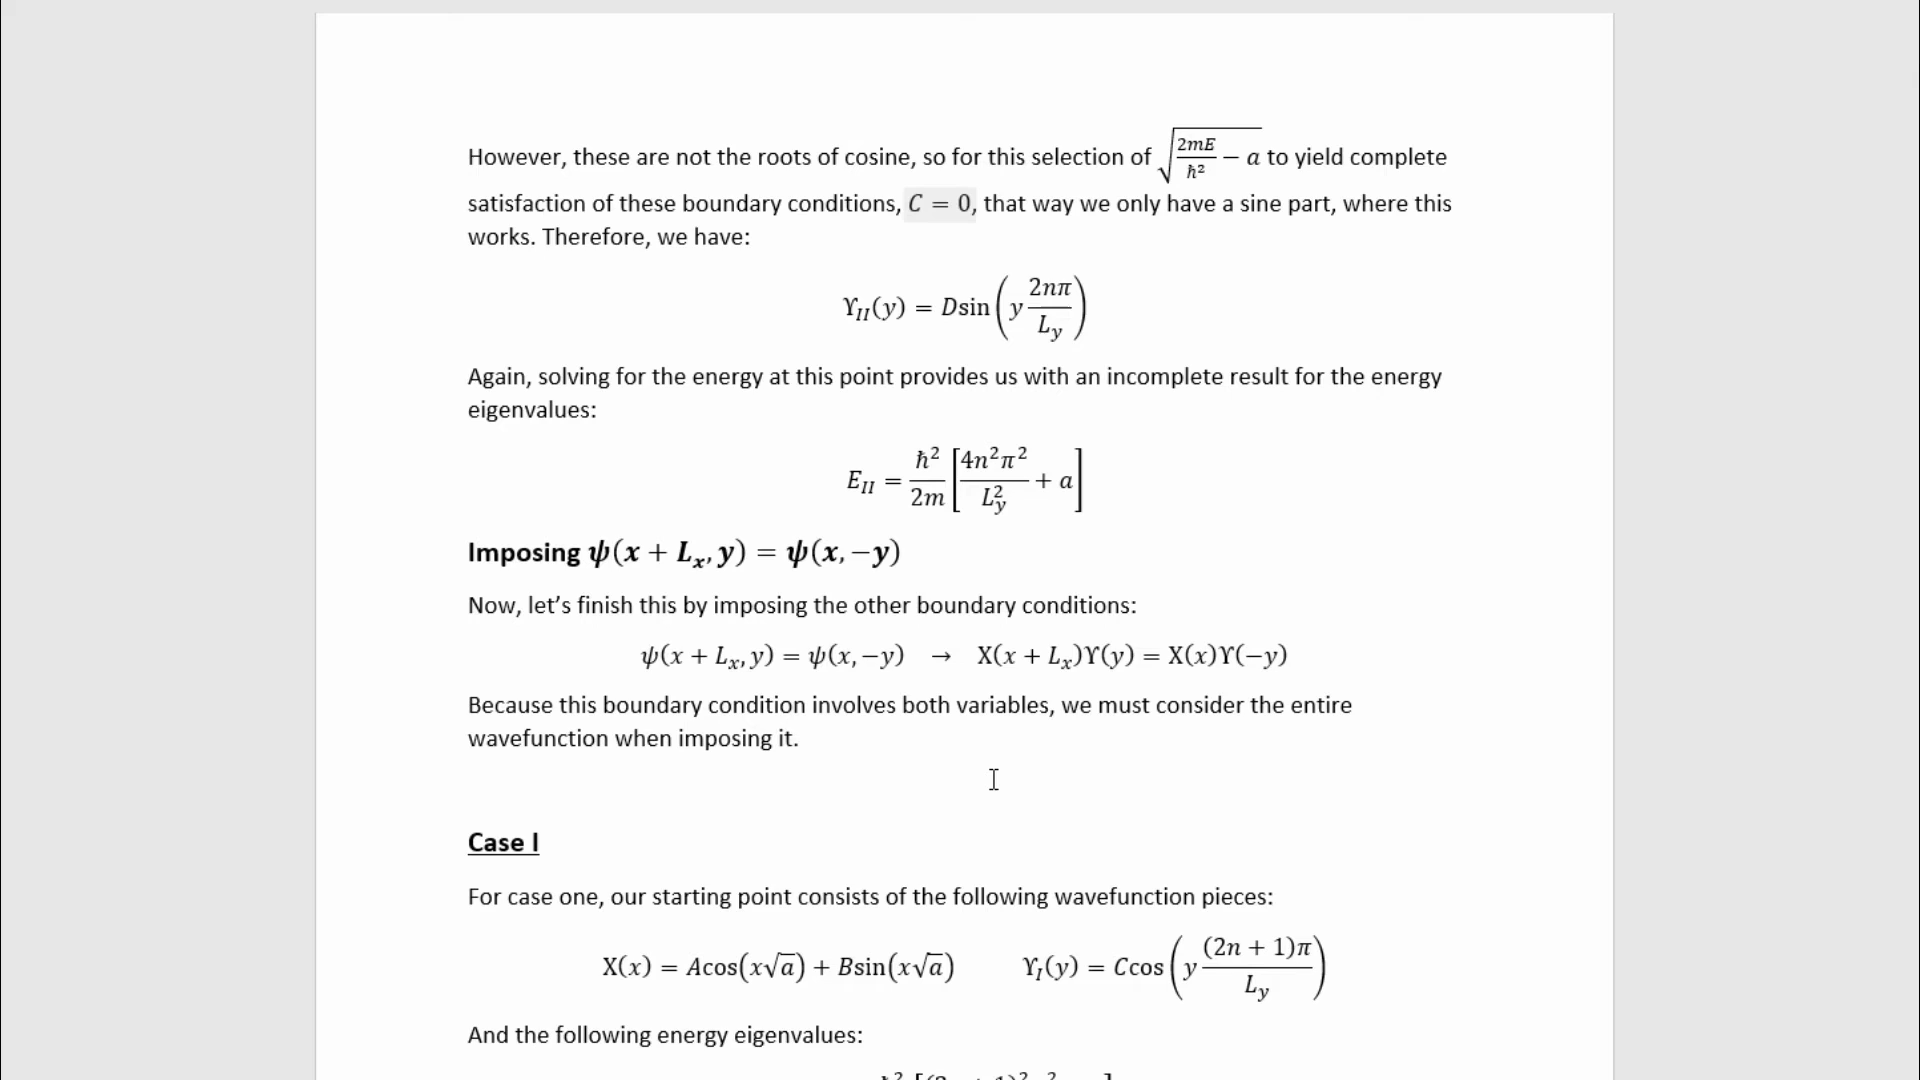 However, these are not the roots of cosine, so for this selection of √(2mE/ħ² − a) to yield complete
satisfaction of these boundary conditions, C = 0, that way we only have a sine part, where this
works. Therefore, we have:
ϒ_II(y) = Dsin(y 2nπ/L_y)
Again, solving for the energy at this point provides us with an incomplete result for the energy
eigenvalues:
E_II = ħ²/2m [4n²π²/L_y² + a]
Imposing ψ(x + L_x, y) = ψ(x, −y)
Now, let’s finish this by imposing the other boundary conditions:
ψ(x + L_x, y) = ψ(x, −y) → X(x + L_x)ϒ(y) = X(x)ϒ(−y)
Because this boundary condition involves both variables, we must consider the entire
wavefunction when imposing it.
Case I
For case one, our starting point consists of the following wavefunction pieces:
X(x) = Acos(x√a) + Bsin(x√a) ϒ_I(y) = Ccos(y (2n + 1)π/L_y)
And the following energy eigenvalues: